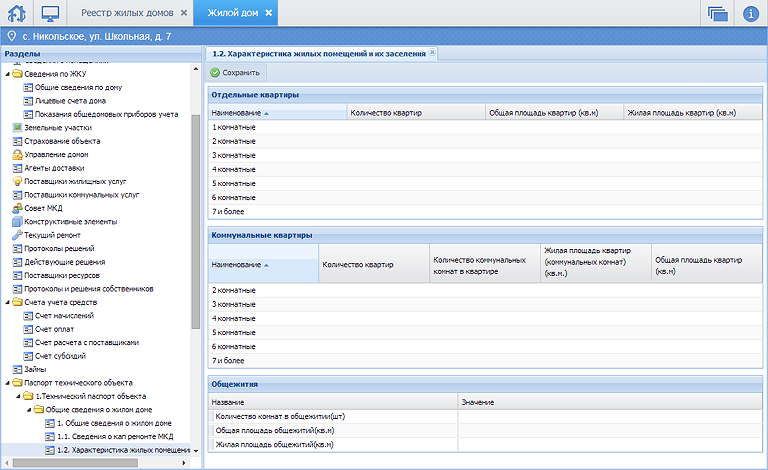 Реестр жилых домов
Жилой дом
с. Никольское, ул. Школьная, д. 7
Разделы
Сведения о помещениях
Сведения по ЖКУ
Общие сведения по дому
Лицевые счета дома
Показания общедомовых приборов учета
Земельные участки
Страхование объекта
Управление домом
Агенты доставки
Поставщики жилищных услуг
Поставщики коммунальных услуг
Совет МКД
Конструктивные элементы
Текущий ремонт
Протоколы решений
Действующие решения
Поставщики ресурсов
Протоколы и решения собственников
Счета учета средств
Счет начислений
Счет оплат
Счет расчета с поставщиками
Счет субсидий
Займы
Паспорт технического объекта
1.Технический паспорт объекта
Общие сведения о жилом доме
1. Общие сведения о жилом доме
1.1. Сведения о кап ремонте МКД
1.2. Характеристика жилых помещени
1.2. Характеристика жилых помещений и их заселения
Сохранить
Отдельные квартиры
Наименование Количество квартир Общая площадь квартир (кв.м) Жилая площадь квартир (кв.м)
1 комнатные
2 комнатные
3 комнатные
4 комнатные
5 комнатные
6 комнатные
7 и более
Коммунальные квартиры
Наименование Количество квартир Количество коммунальных комнат в квартире Жилая площадь квартир (коммунальных комнат) (кв.м.) Общая площадь квартир (кв.м)
2 комнатные
3 комнатные
4 комнатные
5 комнатные
6 комнатные
7 и более
Общежития
Название Значение
Количество комнат в общежитии(шт)
Общая площадь общежитий(кв.м)
Жилая площадь общежитий(кв.м)